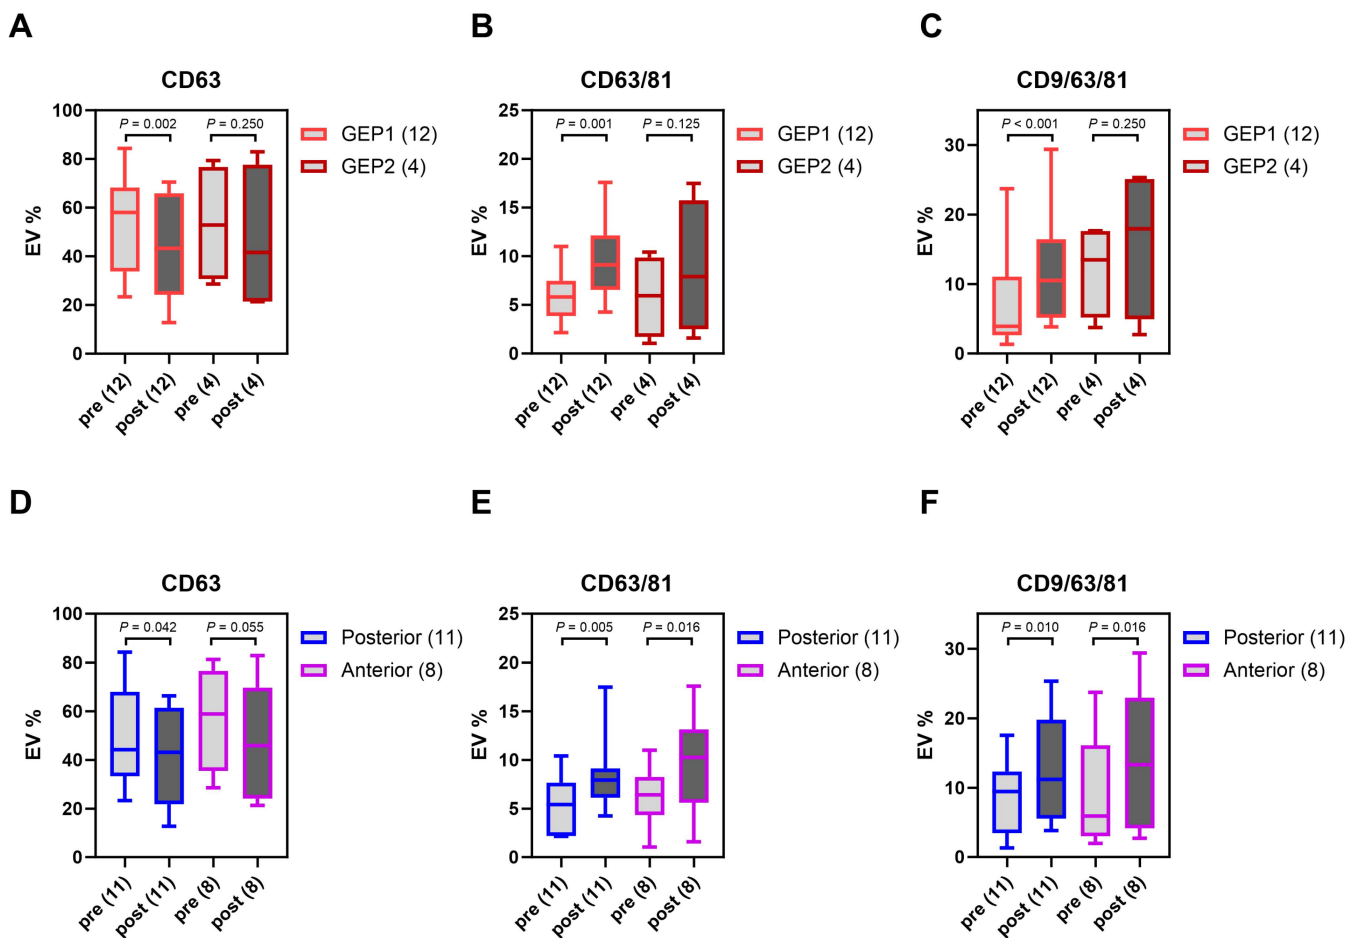 A
CD63
EV %
100
80
60
40
20
0
P = 0.002
P = 0.250
pre (12)
post (12)
pre (4)
post (4)
GEP1 (12)
GEP2 (4)
B
CD63/81
EV %
25
20
15
10
5
0
P = 0.001
P = 0.125
pre (12)
post (12)
pre (4)
post (4)
GEP1 (12)
GEP2 (4)
C
CD9/63/81
EV %
30
20
10
0
P < 0.001
P = 0.250
pre (12)
post (12)
pre (4)
post (4)
GEP1 (12)
GEP2 (4)
D
CD63
EV %
100
80
60
40
20
0
P = 0.042
P = 0.055
pre (11)
post (11)
pre (8)
post (8)
Posterior (11)
Anterior (8)
E
CD63/81
EV %
25
20
15
10
5
0
P = 0.005
P = 0.016
pre (11)
post (11)
pre (8)
post (8)
Posterior (11)
Anterior (8)
F
CD9/63/81
EV %
30
20
10
0
P = 0.010
P = 0.016
pre (11)
post (11)
pre (8)
post (8)
Posterior (11)
Anterior (8)